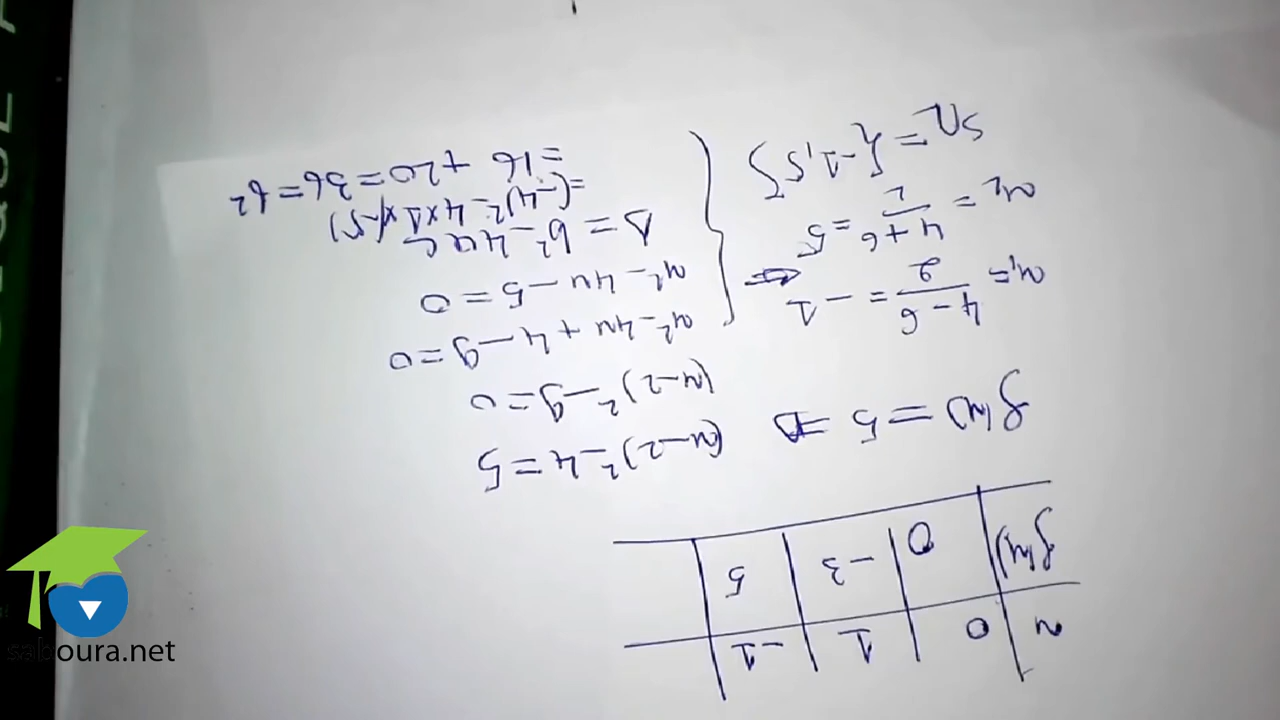 x | 0 | 1 | -1
f(x) | 0 | -3 | 5
f(x) = 5 ⇒ (x-2)² - 4 = 5
(x-2)² - 9 = 0
x² - 4x + 4 - 9 = 0
x² - 4x - 5 = 0
Δ = b² - 4ac
= (-4)² - 4×1×(-5)
= 16 + 20 = 36 = 6²
x₁ = (4 - 6)/2 = -1
x₂ = (4 + 6)/2 = 5
SR = {-1, 5}
saboura.net